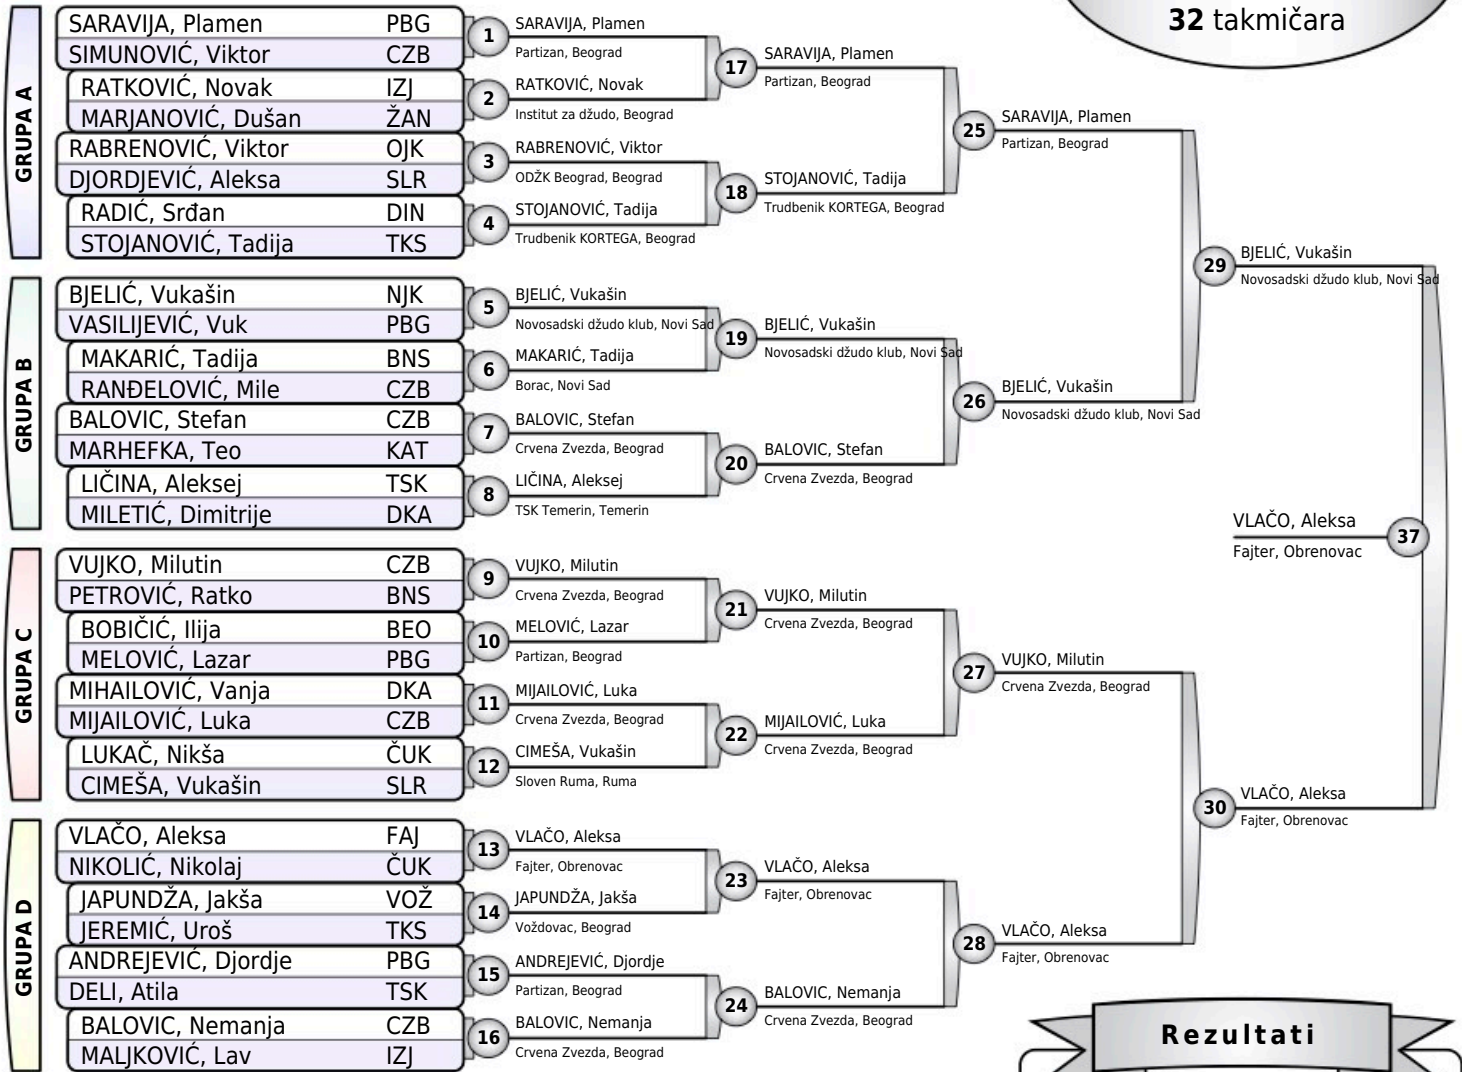 32 takmičara
GRUPA A
SARAVIJA, Plamen PBG
SIMUNOVIĆ, Viktor CZB
RATKOVIĆ, Novak IZJ
MARJANOVIĆ, Dušan ŽAN
RABRENOVIĆ, Viktor OJK
DJORDJEVIĆ, Aleksa SLR
RADIĆ, Srđan DIN
STOJANOVIĆ, Tadija TKS
GRUPA B
BJELIĆ, Vukašin NJK
VASILIJEVIĆ, Vuk PBG
MAKARIĆ, Tadija BNS
RANĐELOVIĆ, Mile CZB
BALOVIC, Stefan CZB
MARHEFKA, Teo KAT
LIČINA, Aleksej TSK
MILETIĆ, Dimitrije DKA
GRUPA C
VUJKO, Milutin CZB
PETROVIĆ, Ratko BNS
BOBIČIĆ, Ilija BEO
MELOVIĆ, Lazar PBG
MIHAILOVIĆ, Vanja DKA
MIJAILOVIĆ, Luka CZB
LUKAČ, Nikša ČUK
CIMEŠA, Vukašin SLR
GRUPA D
VLAČO, Aleksa FAJ
NIKOLIĆ, Nikolaj ČUK
JAPUNDŽA, Jakša VOŽ
JEREMIĆ, Uroš TKS
ANDREJEVIĆ, Djordje PBG
DELI, Atila TSK
BALOVIC, Nemanja CZB
MALJKOVIĆ, Lav IZJ
1 SARAVIJA, Plamen
Partizan, Beograd
2 RATKOVIĆ, Novak
Institut za džudo, Beograd
3 RABRENOVIĆ, Viktor
ODŽK Beograd, Beograd
4 STOJANOVIĆ, Tadija
Trudbenik KORTEGA, Beograd
5 BJELIĆ, Vukašin
Novosadski džudo klub, Novi Sad
6 MAKARIĆ, Tadija
Borac, Novi Sad
7 BALOVIC, Stefan
Crvena Zvezda, Beograd
8 LIČINA, Aleksej
TSK Temerin, Temerin
9 VUJKO, Milutin
Crvena Zvezda, Beograd
10 MELOVIĆ, Lazar
Partizan, Beograd
11 MIJAILOVIĆ, Luka
Crvena Zvezda, Beograd
12 CIMEŠA, Vukašin
Sloven Ruma, Ruma
13 VLAČO, Aleksa
Fajter, Obrenovac
14 JAPUNDŽA, Jakša
Voždovac, Beograd
15 ANDREJEVIĆ, Djordje
Partizan, Beograd
16 BALOVIC, Nemanja
Crvena Zvezda, Beograd
17 SARAVIJA, Plamen
Partizan, Beograd
18 STOJANOVIĆ, Tadija
Trudbenik KORTEGA, Beograd
19 BJELIĆ, Vukašin
Novosadski džudo klub, Novi Sad
20 BALOVIC, Stefan
Crvena Zvezda, Beograd
21 VUJKO, Milutin
Crvena Zvezda, Beograd
22 MIJAILOVIĆ, Luka
Crvena Zvezda, Beograd
23 VLAČO, Aleksa
Fajter, Obrenovac
24 BALOVIC, Nemanja
Crvena Zvezda, Beograd
25 SARAVIJA, Plamen
Partizan, Beograd
26 BJELIĆ, Vukašin
Novosadski džudo klub, Novi Sad
27 VUJKO, Milutin
Crvena Zvezda, Beograd
28 VLAČO, Aleksa
Fajter, Obrenovac
29 BJELIĆ, Vukašin
Novosadski džudo klub, Novi Sad
30 VLAČO, Aleksa
Fajter, Obrenovac
VLAČO, Aleksa 37
Fajter, Obrenovac
Rezultati